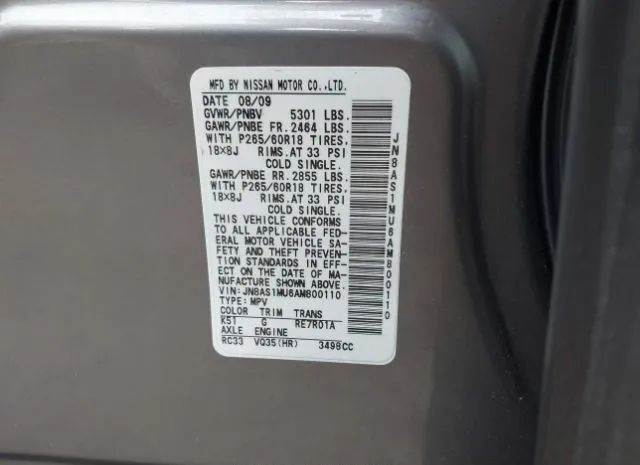 MFD BY NISSAN MOTOR CO.,LTD.
DATE 08/09
GVWR/PNBV 5301 LBS.
GAWR/PNBE FR. 2464 LBS.
WITH P265/60R18 TIRES,
18X8J RIMS.AT 33 PSI
COLD SINGLE.
GAWR/PNBE RR. 2855 LBS.
WITH P265/60R18 TIRES,
18X8J RIMS.AT 33 PSI
COLD SINGLE.
THIS VEHICLE CONFORMS
TO ALL APPLICABLE FED-
ERAL MOTOR VEHICLE SA-
FETY AND THEFT PREVEN-
TION STANDARDS IN EFF-
ECT ON THE DATE OF MA-
NUFACTURE SHOWN ABOVE.
VIN: JN8AS1MU6AM800110
TYPE: MPV
COLOR TRIM TRANS
K51 G RE7R01A
AXLE ENGINE
RC33 VQ35(HR) 3498CC
JN8AS1MU6AM800110